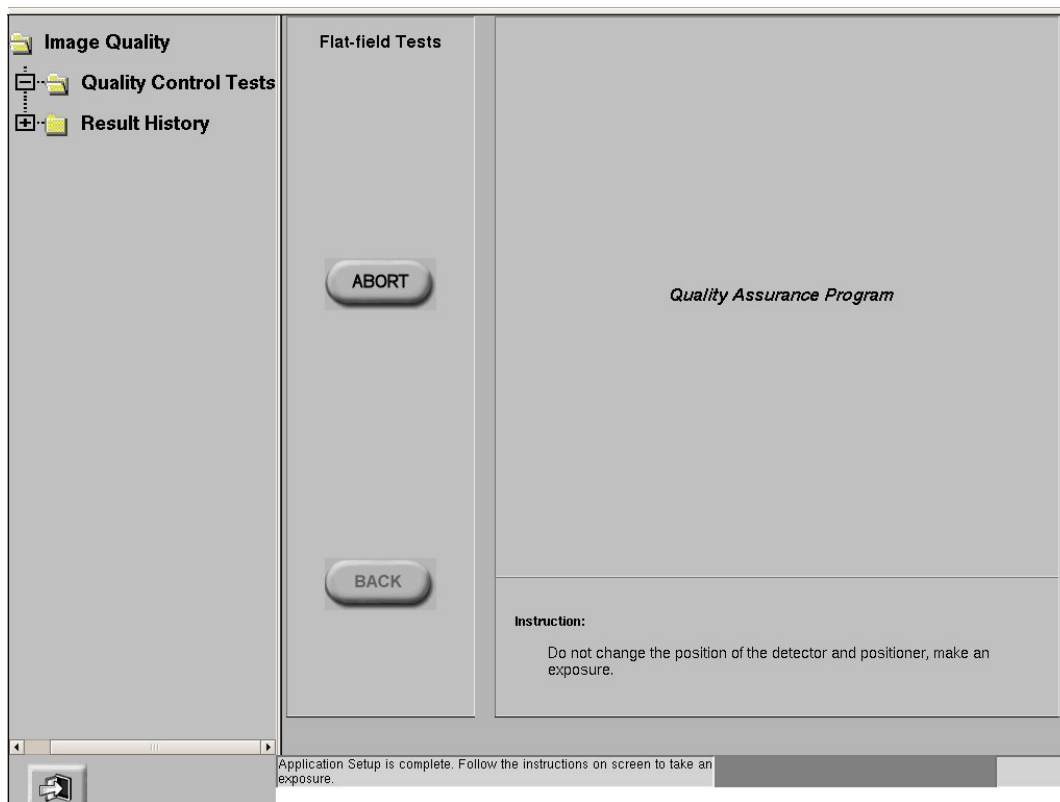 Image Quality
Quality Control Tests
Result History
Flat-field Tests
ABORT
BACK
Quality Assurance Program
Instruction:
Do not change the position of the detector and positioner, make an
exposure.
Application Setup is complete. Follow the instructions on screen to take an
exposure.